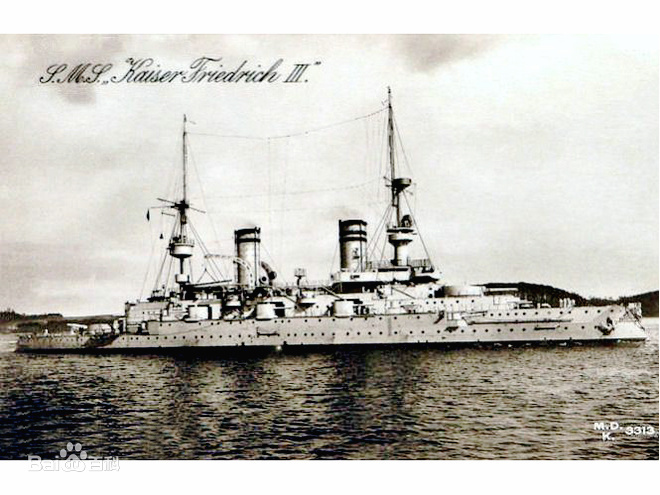 S.M.S. „Kaiser Friedrich III."
M.D.
K. 3313
Bai百科